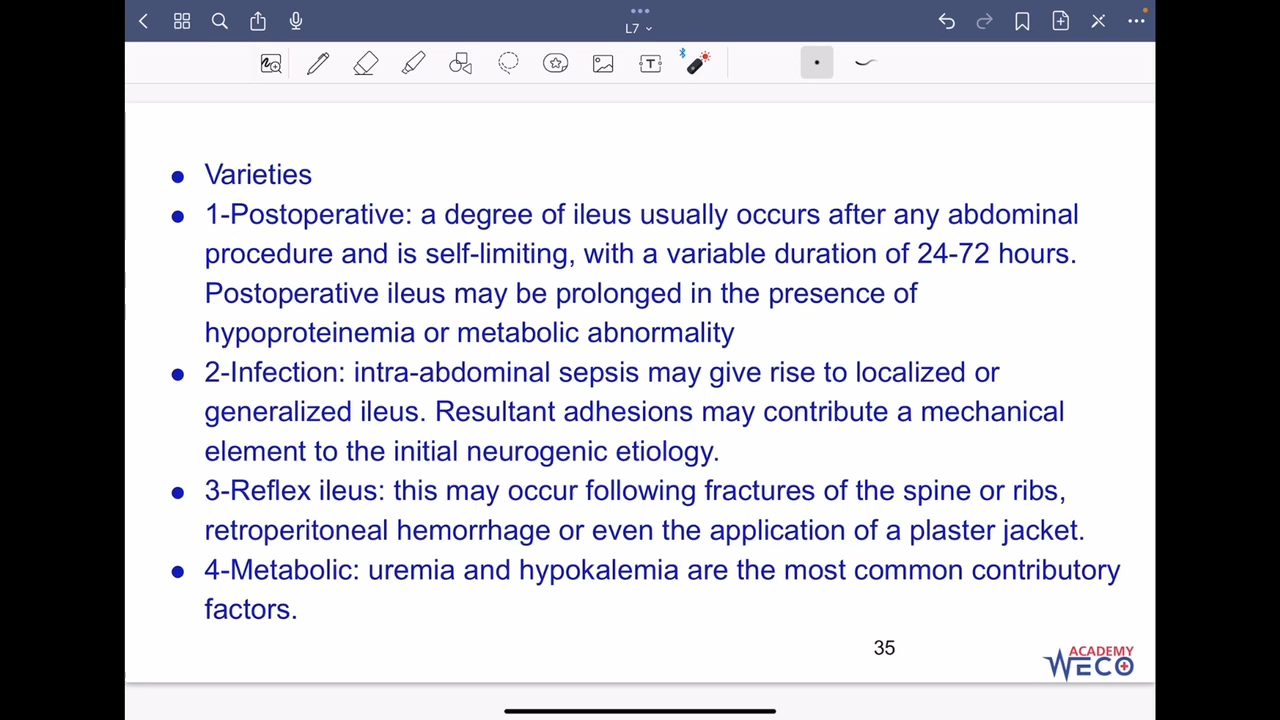 L7
Varieties
1-Postoperative: a degree of ileus usually occurs after any abdominal
procedure and is self-limiting, with a variable duration of 24-72 hours.
Postoperative ileus may be prolonged in the presence of
hypoproteinemia or metabolic abnormality
2-Infection: intra-abdominal sepsis may give rise to localized or
generalized ileus. Resultant adhesions may contribute a mechanical
element to the initial neurogenic etiology.
3-Reflex ileus: this may occur following fractures of the spine or ribs,
retroperitoneal hemorrhage or even the application of a plaster jacket.
4-Metabolic: uremia and hypokalemia are the most common contributory
factors.
35
ACADEMY
WECO